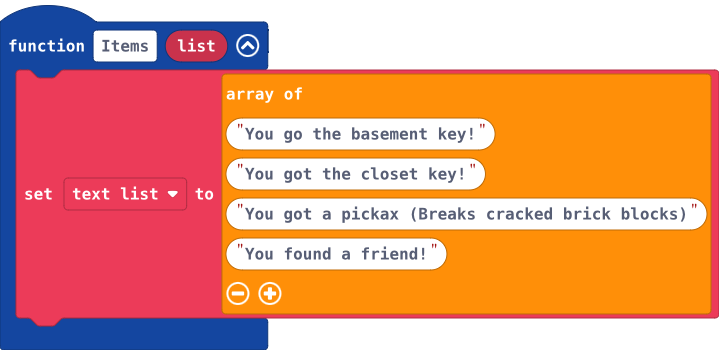 function Items list
array of
"You go the basement key!"
"You got the closet key!"
set text list to
"You got a pickax (Breaks cracked brick blocks)"
"You found a friend!"